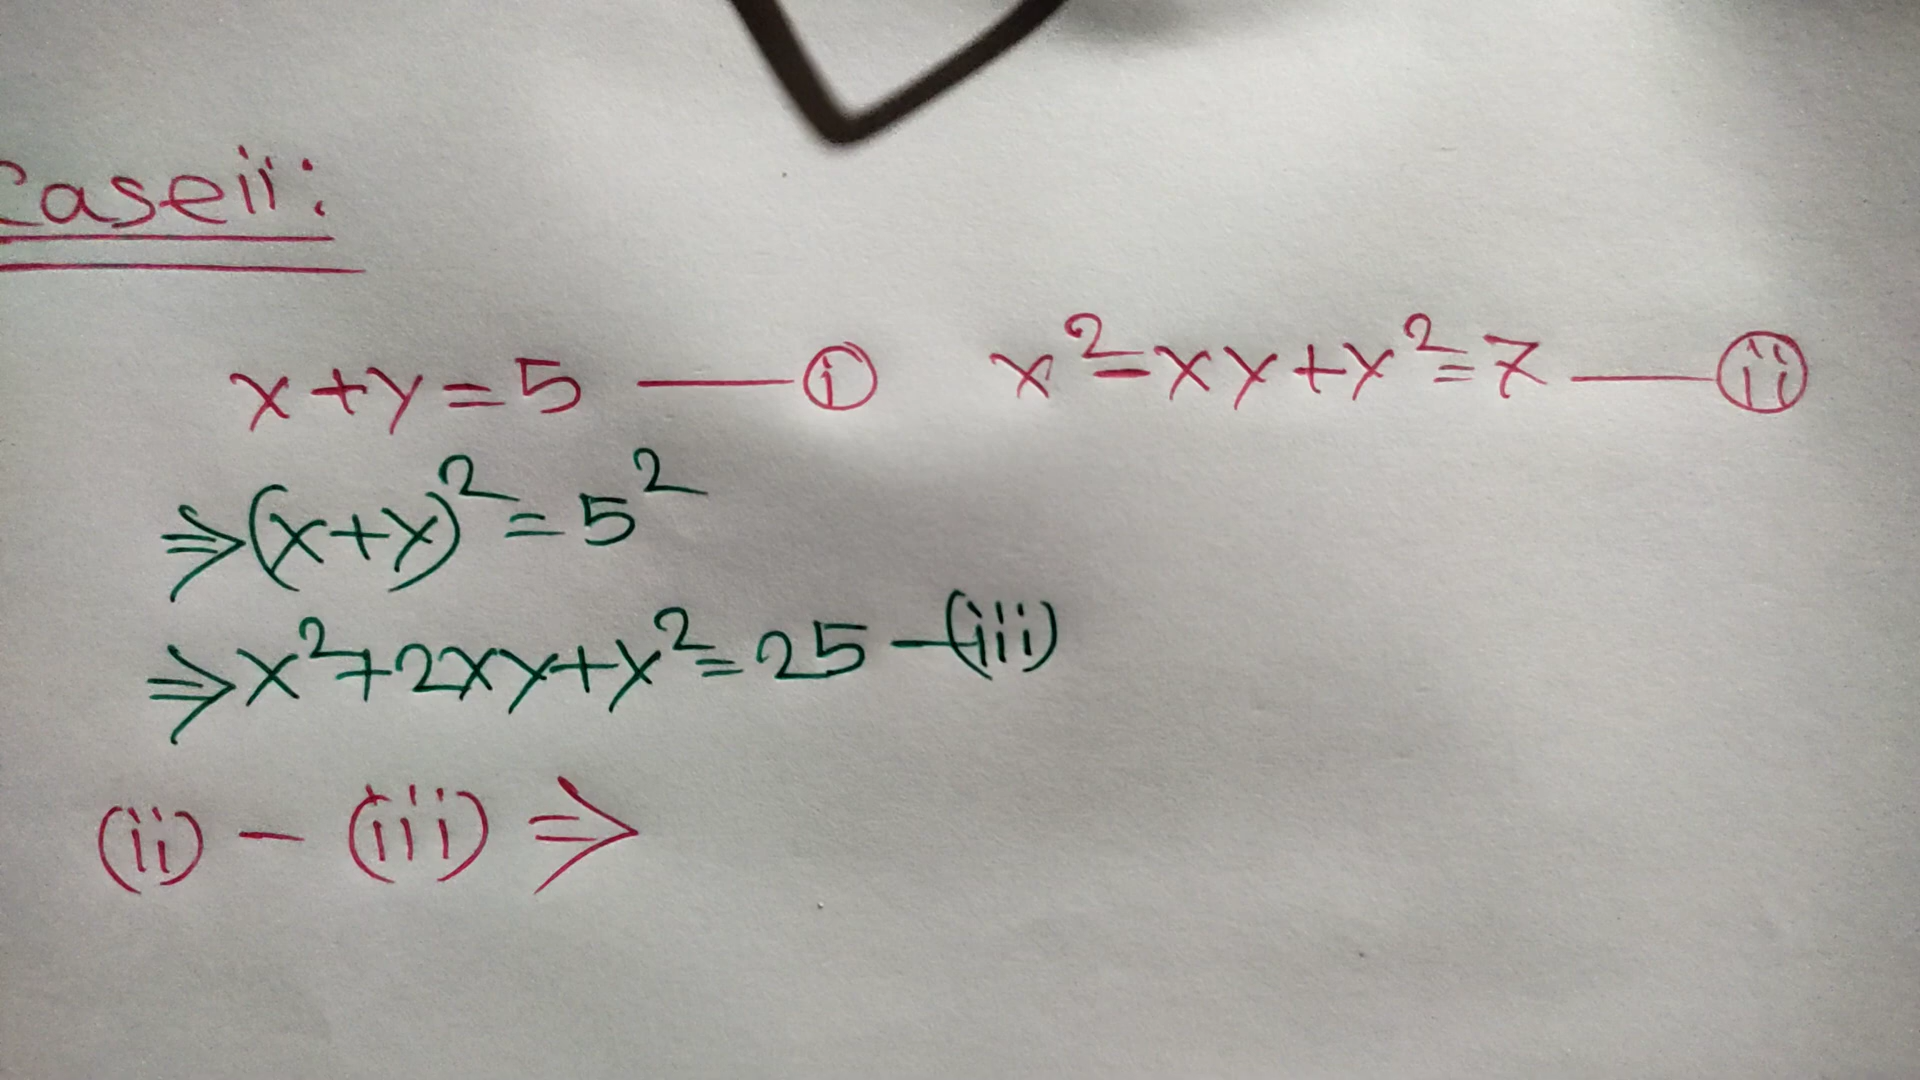 Caseii:
x+y=5 —— (i) x²-xy+y²=7 —— (ii)
⇒(x+y)²=5²
⇒x²+2xy+y²=25 —(iii)
(ii) - (iii) ⇒